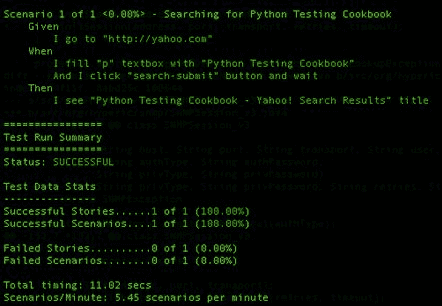 Scenario 1 of 1 <0.00%> - Searching for Python Testing Cookbook
Given
I go to "http://yahoo.com"
When
I fill "p" textbox with "Python Testing Cookbook"
And I click "search-submit" button and wait
Then
I see "Python Testing Cookbook - Yahoo! Search Results" title
================
Test Run Summary
================
Status: SUCCESSFUL
Test Data Stats
---------------
Successful Stories......1 of 1 (100.00%)
Successful Scenarios....1 of 1 (100.00%)
Failed Stories..........0 of 1 (0.00%)
Failed Scenarios........0 of 1 (0.00%)
Total timing: 11.02 secs
Scenarios/Minute: 5.45 scenarios per minute